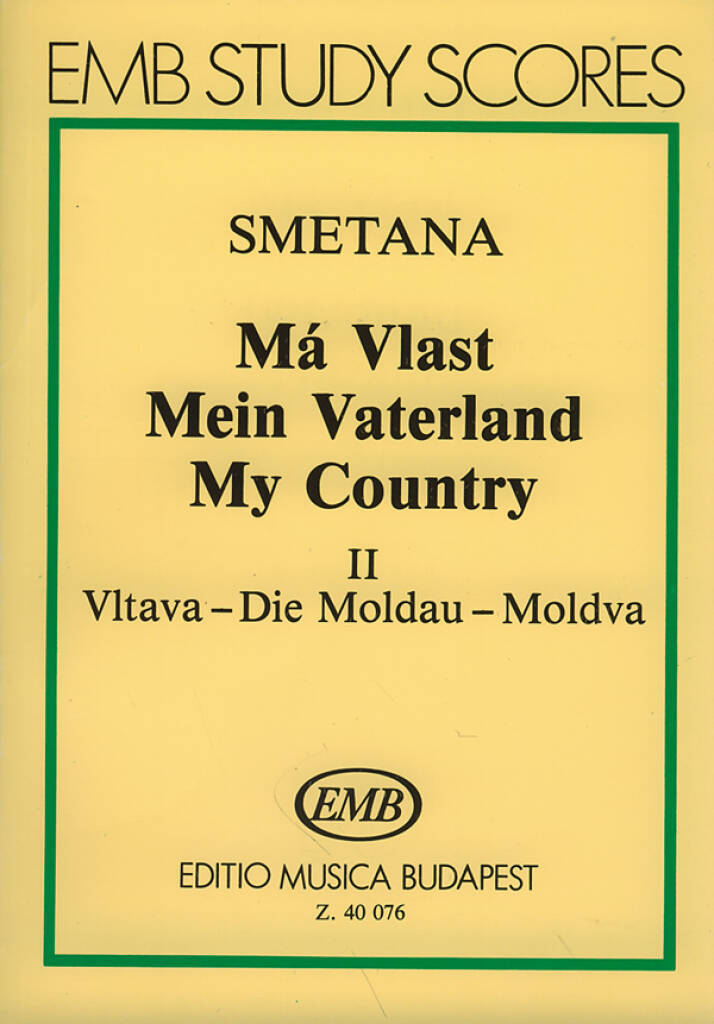 EMB STUDY SCORES
SMETANA
Má Vlast
Mein Vaterland
My Country
II
Vltava – Die Moldau – Moldva
EMB
EDITIO MUSICA BUDAPEST
Z. 40 076